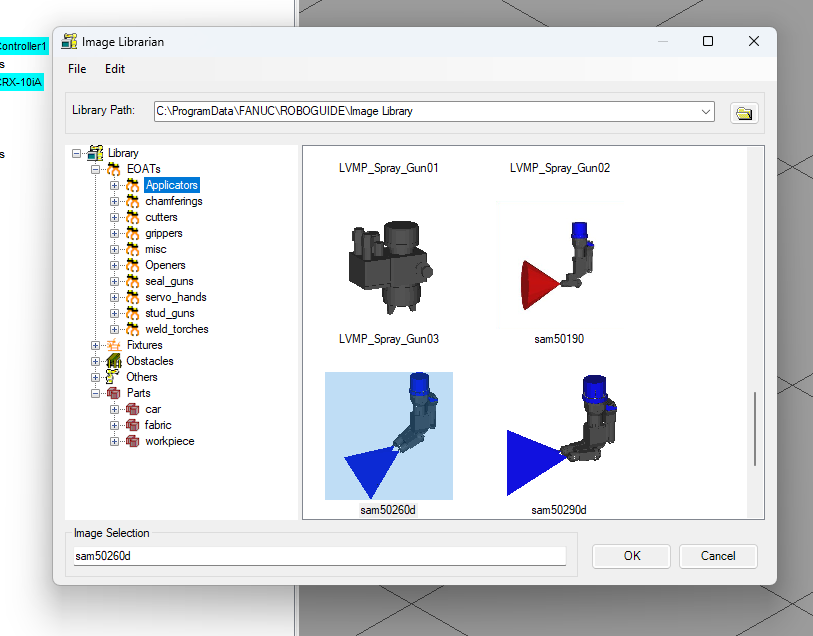 Controller1
s
CRX-10iA
s
Image Librarian
File Edit
Library Path: C:\ProgramData\FANUC\ROBOGUIDE\Image Library
Library
EOATs
Applicators
chamferings
cutters
grippers
misc
Openers
seal_guns
servo_hands
stud_guns
weld_torches
Fixtures
Obstacles
Others
Parts
car
fabric
workpiece
LVMP_Spray_Gun01 LVMP_Spray_Gun02
LVMP_Spray_Gun03 sam50190
sam50260d sam50290d
Image Selection
sam50260d
OK Cancel